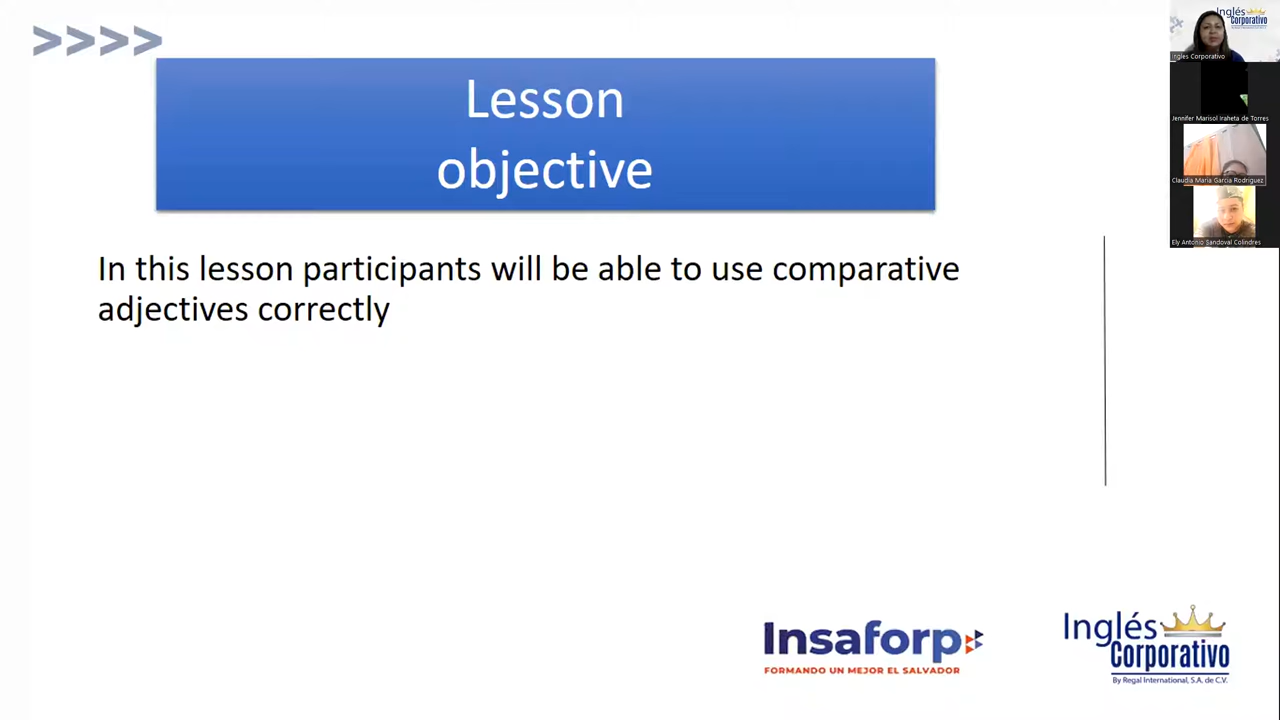 >>>>
Lesson
objective
In this lesson participants will be able to use comparative
adjectives correctly
Insaforp
FORMANDO UN MEJOR EL SALVADOR
Inglés
Corporativo
By Regal International, S.A. de C.V.
Inglés
Corporativo
Ingles Corporativo
Jennifer Marisol Iraheta de Torres
Claudia Maria Garcia Rodriguez
Ely Antonio Sandoval Colindres